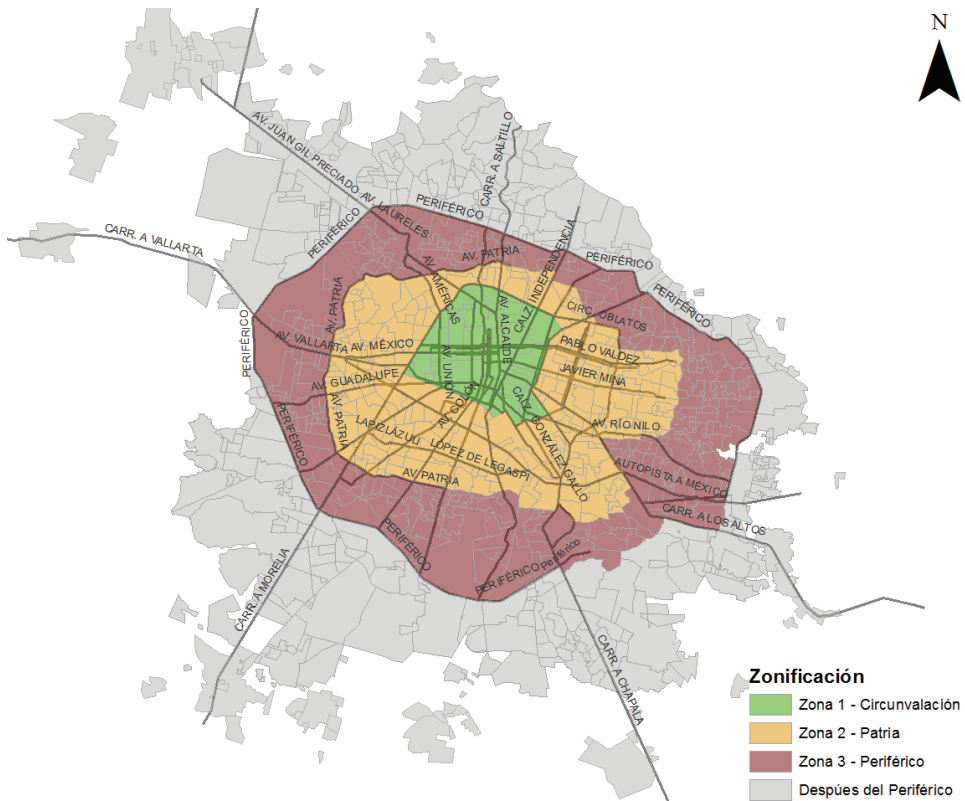 N
AV. JUAN GIL PRECIADO
AV. LAURELES
CARR. A SALTILLO
PERIFÉRICO
PERIFÉRICO
CARR. A VALLARTA
AV. PATRIA
CALZ. INDEPENDENCIA
PERIFÉRICO
PERIFÉRICO
AV. AMÉRICAS
AV. PATRIA
AV. ALCALDE
CIRC. OBLATOS
PERIFÉRICO
AV. VALLARTA
AV. MÉXICO
PABLO VALDEZ
AV. UNIÓN
JAVIER MINA
AV. GUADALUPE
AV. COLÓN
CALZ. GONZÁLEZ GALLO
AV. PATRIA
PERIFÉRICO
LAPIZLÁZULI
LÓPEZ DE LEGASPI
AV. RÍO NILO
AV. PATRIA
AUTOPISTA A MÉXICO
CARR. A LOS ALTOS
PERIFÉRICO
PERIFÉRICO
Periférico
CARR. A MORELIA
CARR. A CHAPALA
Zonificación
Zona 1 - Circunvalación
Zona 2 - Patria
Zona 3 - Periférico
Despúes del Periférico